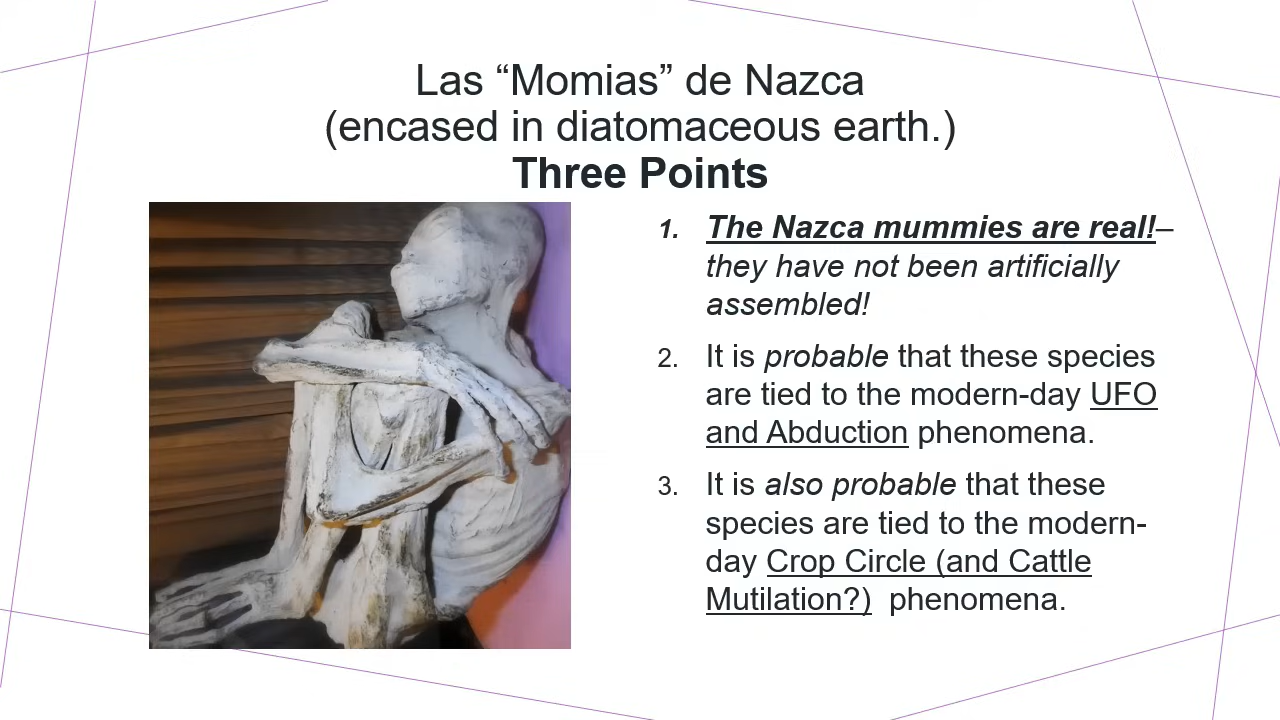 Las “Momias” de Nazca
(encased in diatomaceous earth.)
Three Points
1. The Nazca mummies are real!–
they have not been artificially
assembled!
2. It is probable that these species
are tied to the modern-day UFO
and Abduction phenomena.
3. It is also probable that these
species are tied to the modern-
day Crop Circle (and Cattle
Mutilation?)  phenomena.